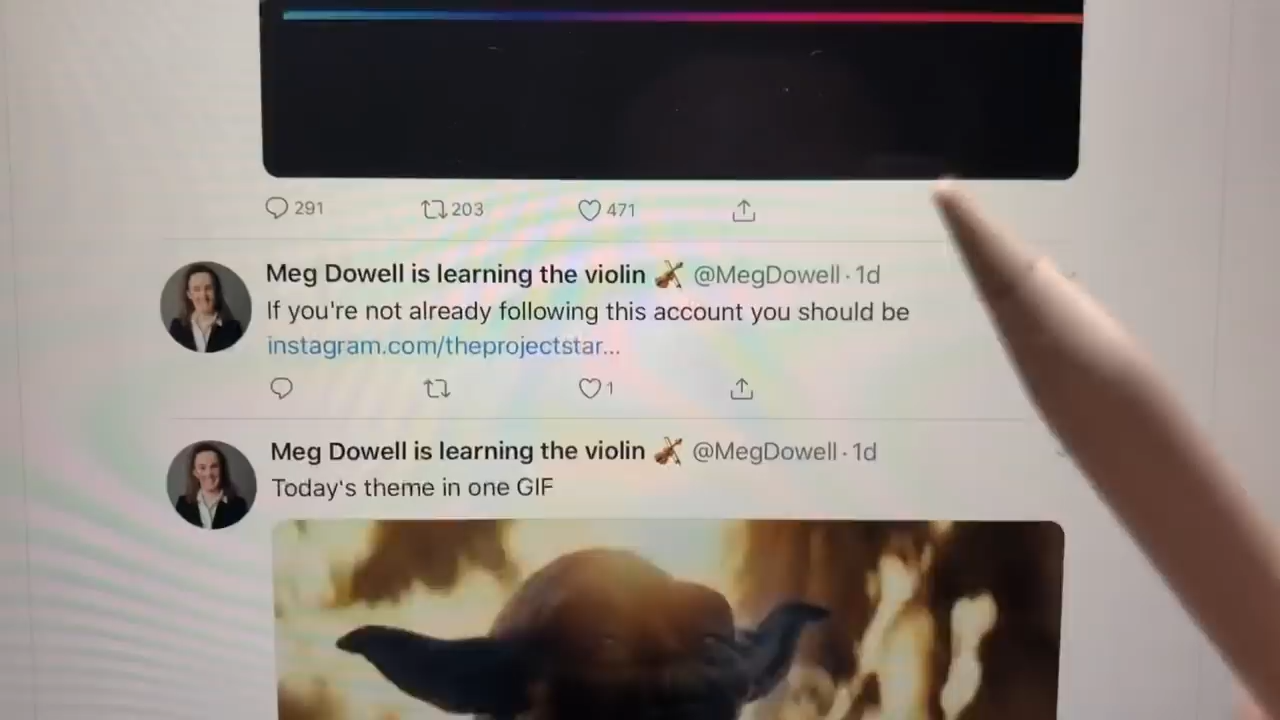 291 203 471
Meg Dowell is learning the violin 🎻 @MegDowell · 1d
If you're not already following this account you should be
instagram.com/theprojectstar...
1
Meg Dowell is learning the violin 🎻 @MegDowell · 1d
Today's theme in one GIF